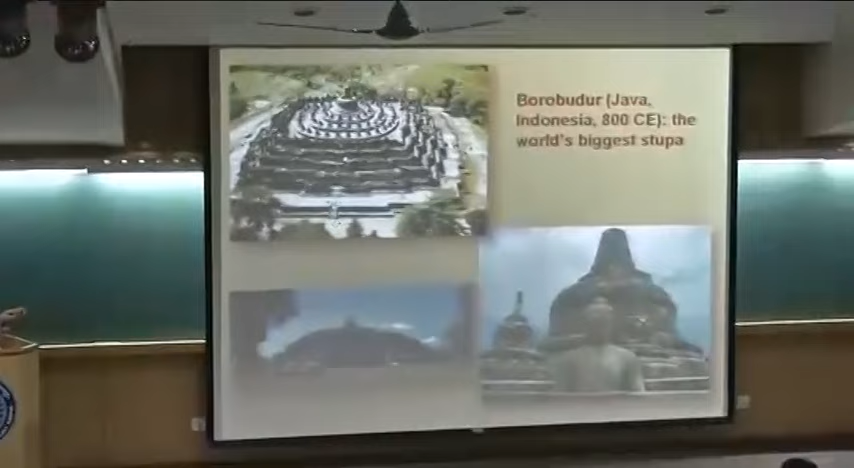 Borobudur (Java,
Indonesia, 800 CE): the
world's biggest stupa